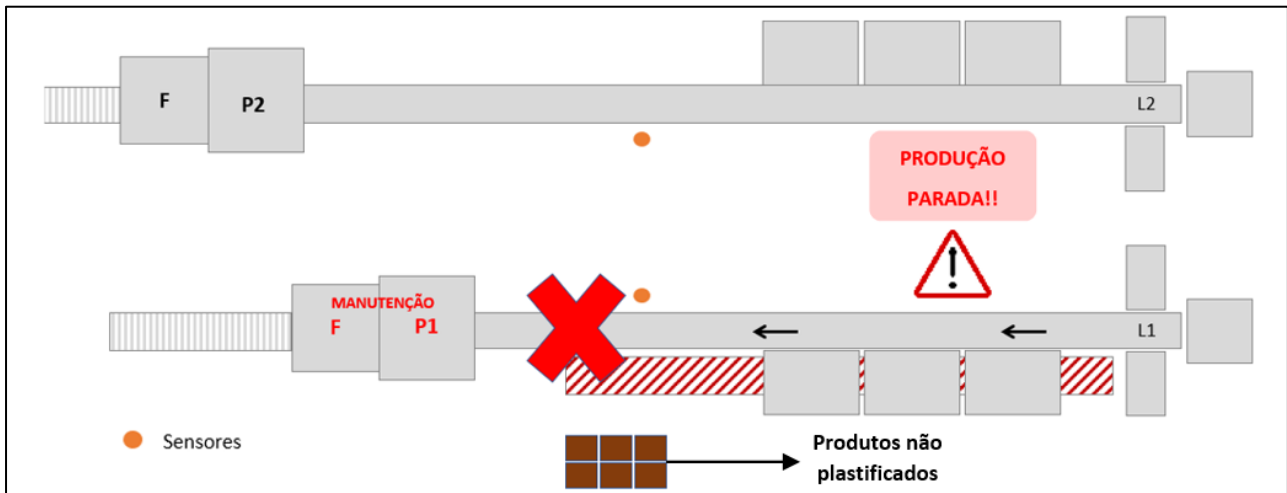 F
P2
L2
PRODUÇÃO
PARADA!!
MANUTENÇÃO
F
P1
L1
Sensores
Produtos não
plastificados